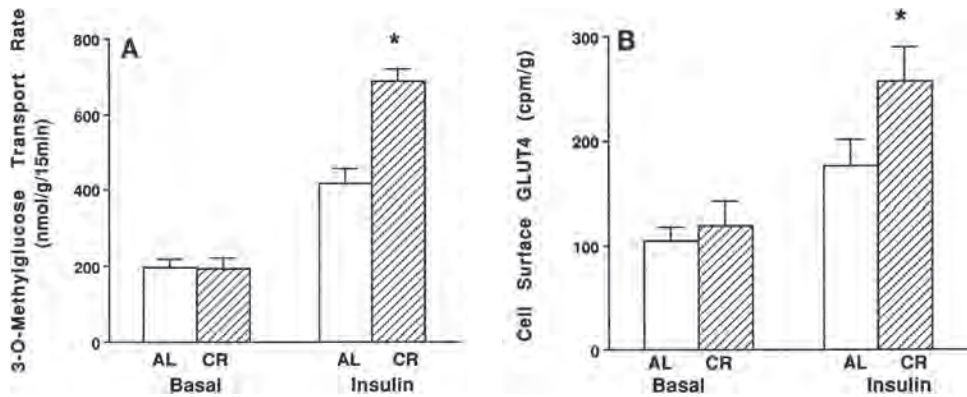 A
3-O-Methylglucose Transport Rate
(nmol/g/15min)
800
600
400
200
0
*
AL CR AL CR
Basal Insulin
B
Cell Surface GLUT4 (cpm/g)
300
200
100
0
*
AL CR AL CR
Basal Insulin